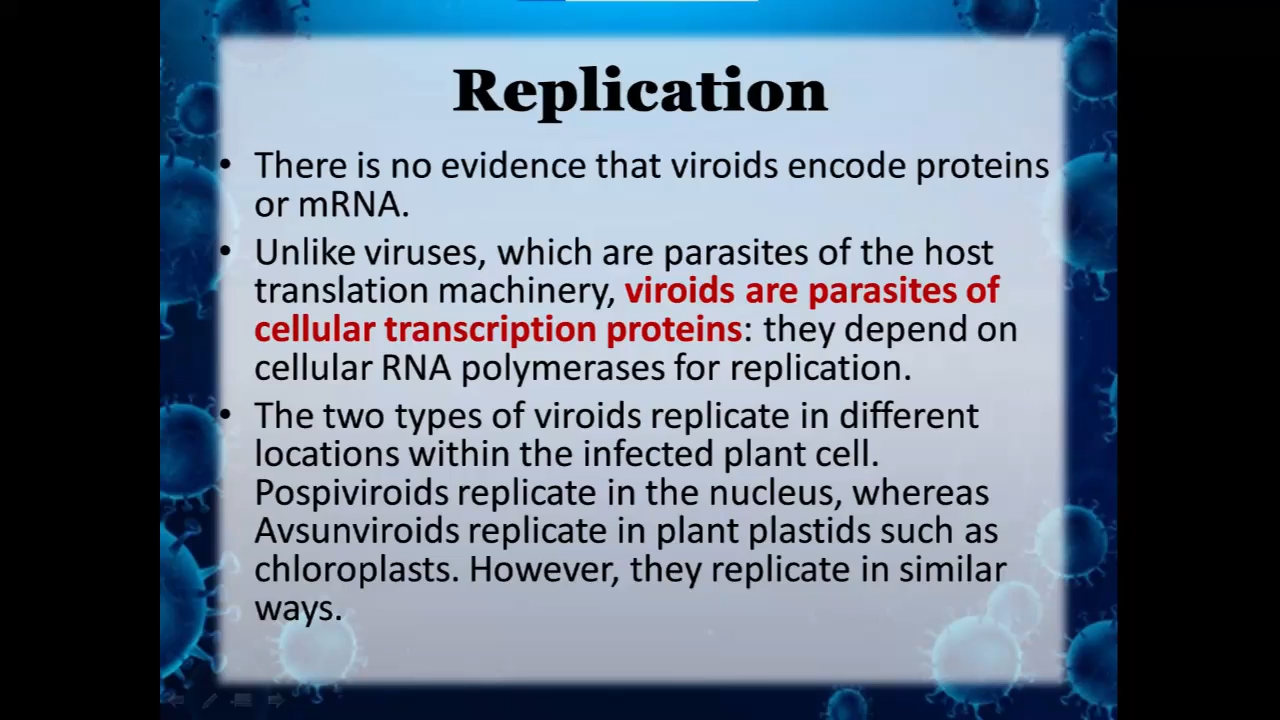 Replication
• There is no evidence that viroids encode proteins
or mRNA.
• Unlike viruses, which are parasites of the host
translation machinery, viroids are parasites of
cellular transcription proteins: they depend on
cellular RNA polymerases for replication.
• The two types of viroids replicate in different
locations within the infected plant cell.
Pospiviroids replicate in the nucleus, whereas
Avsunviroids replicate in plant plastids such as
chloroplasts. However, they replicate in similar
ways.